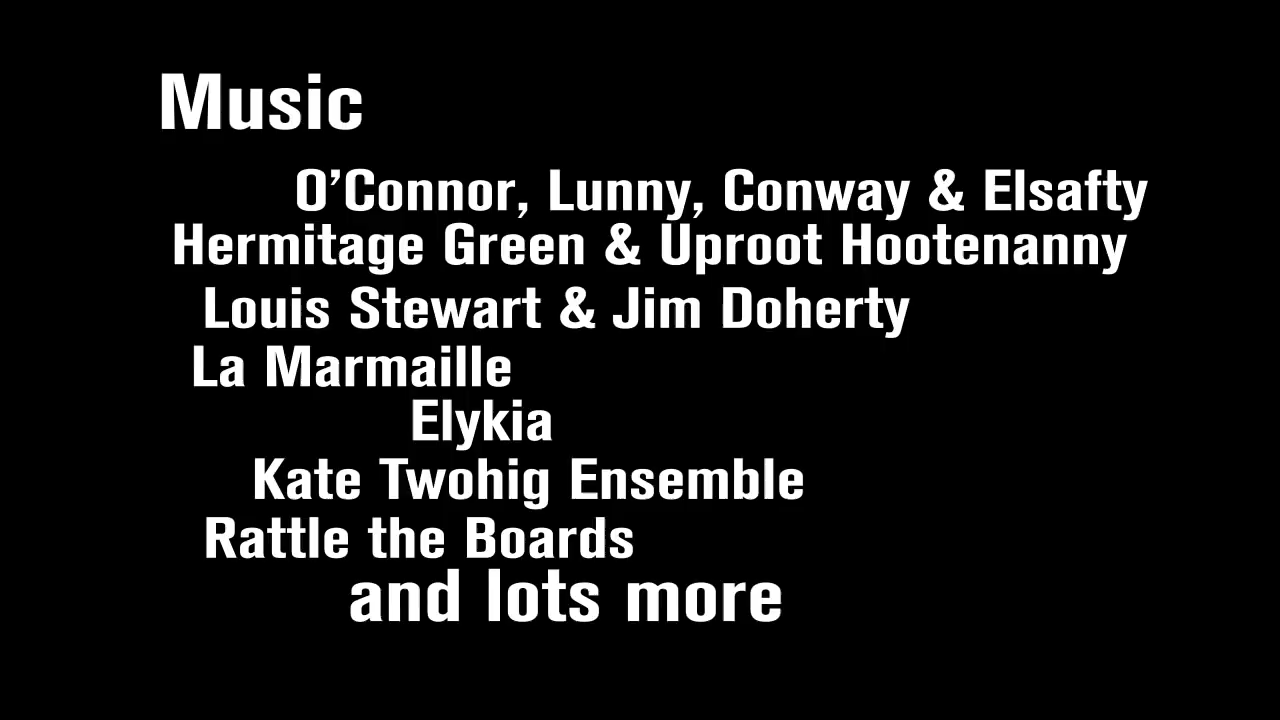 Music
O’Connor, Lunny, Conway & Elsafty
Hermitage Green & Uproot Hootenanny
Louis Stewart & Jim Doherty
La Marmaille
Elykia
Kate Twohig Ensemble
Rattle the Boards
and lots more